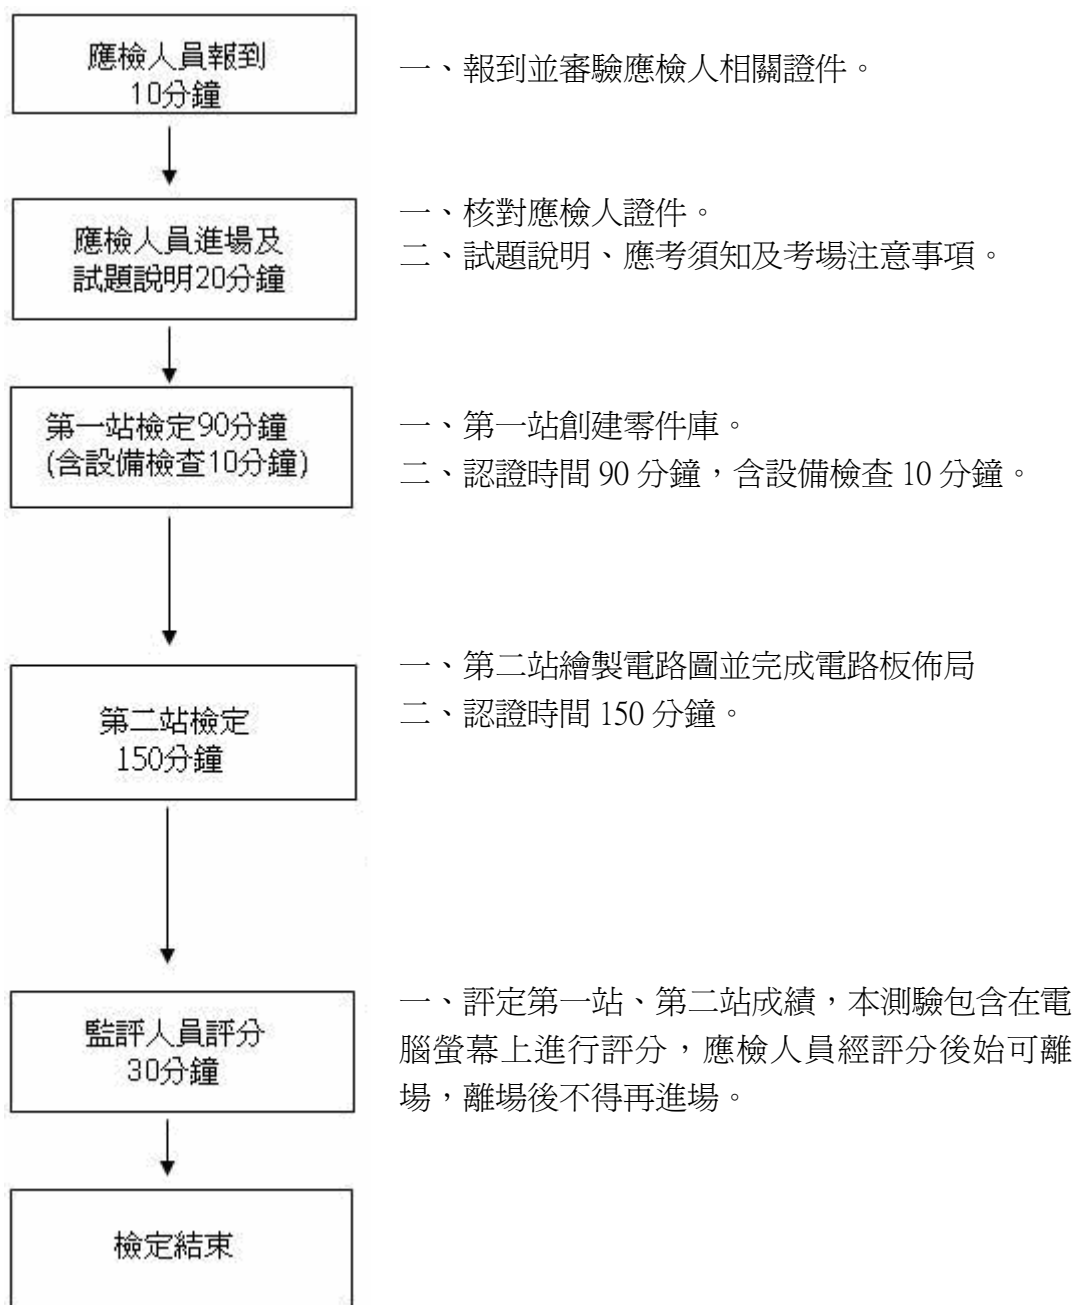 應檢人員報到
10分鐘
一、報到並審驗應檢人相關證件。
應檢人員進場及
試題說明20分鐘
一、核對應檢人證件。
二、試題說明、應考須知及考場注意事項。
第一站檢定90分鐘
(含設備檢查10分鐘)
一、第一站創建零件庫。
二、認證時間 90 分鐘，含設備檢查 10 分鐘。
第二站檢定
150分鐘
一、第二站繪製電路圖並完成電路板佈局
二、認證時間 150 分鐘。
監評人員評分
30分鐘
一、評定第一站、第二站成績，本測驗包含在電
腦螢幕上進行評分，應檢人員經評分後始可離
場，離場後不得再進場。
檢定結束